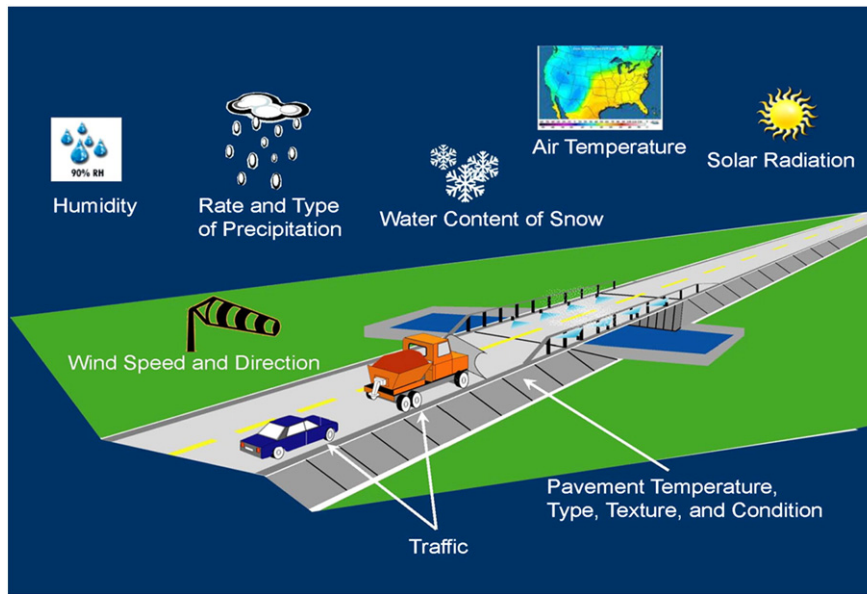 Air Temperature
Solar Radiation
90% RH
Humidity
Rate and Type
of Precipitation
Water Content of Snow
Wind Speed and Direction
Pavement Temperature,
Type, Texture, and Condition
Traffic